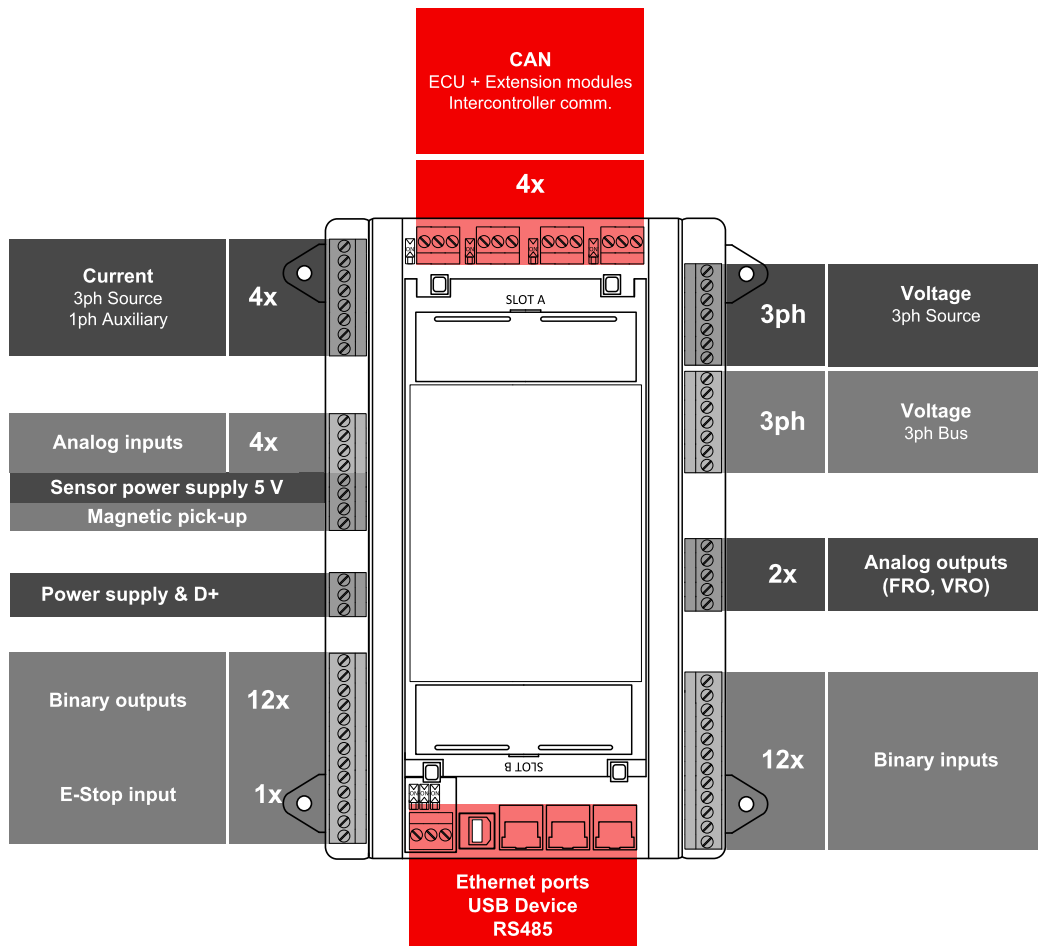 CAN
ECU + Extension modules
Intercontroller comm.
4x
SLOT A
Current
3ph Source
1ph Auxiliary
4x
3ph
Voltage
3ph Source
3ph
Voltage
3ph Bus
Analog inputs
4x
Sensor power supply 5 V
Magnetic pick-up
2x
Analog outputs
(FRO, VRO)
Power supply & D+
Binary outputs
12x
E-Stop input
1x
12x
Binary inputs
SLOT B
Ethernet ports
USB Device
RS485